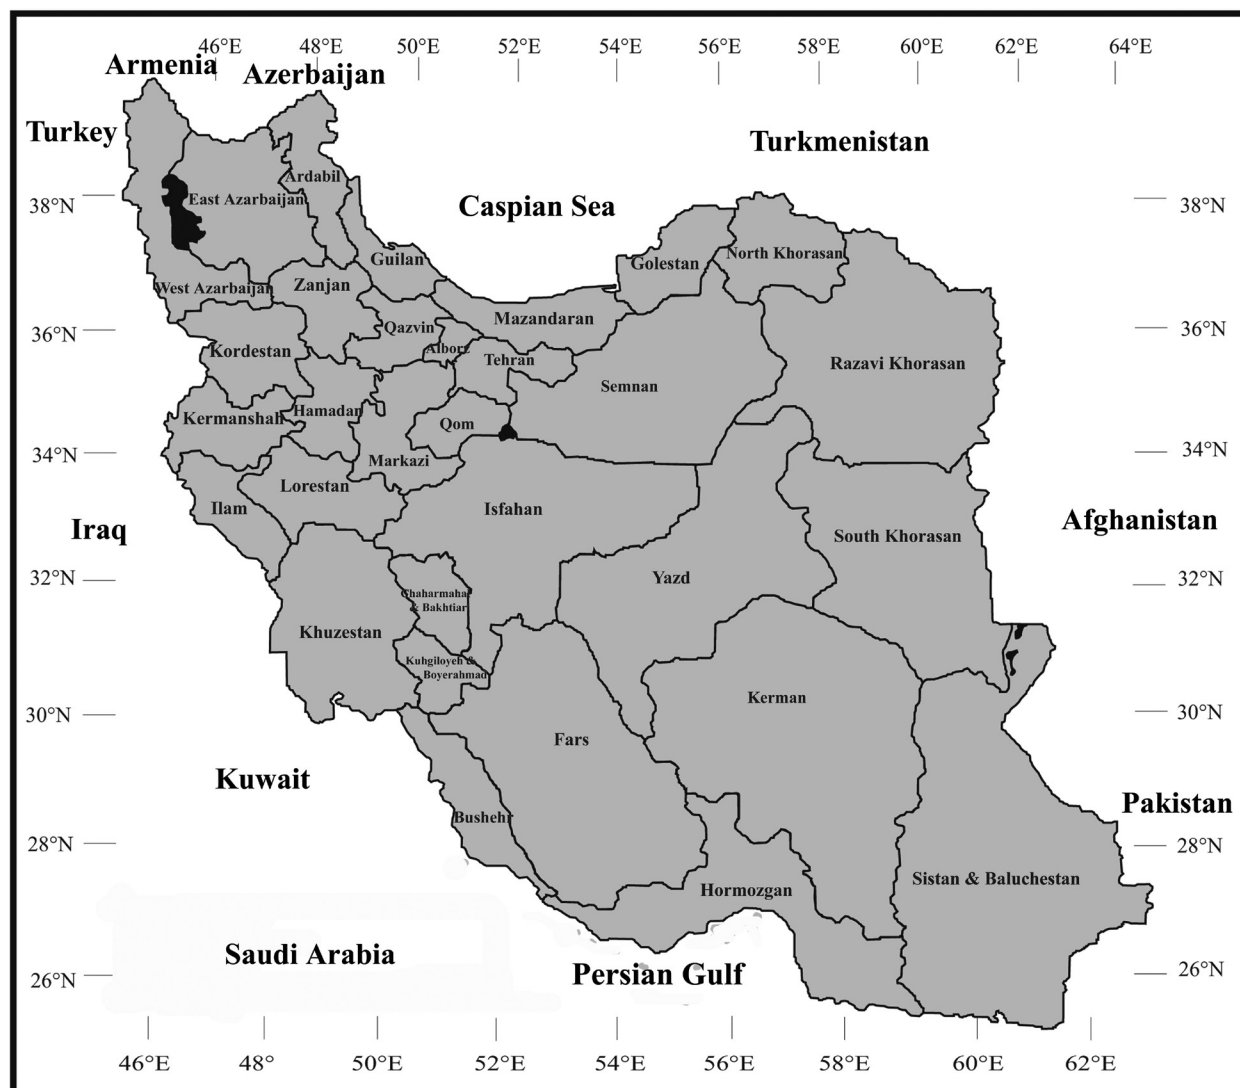 46°E 48°E 50°E 52°E 54°E 56°E 58°E 60°E 62°E 64°E
Armenia
Azerbaijan
Turkey
Turkmenistan
Ardabil
East Azarbaijan
38°N
Caspian Sea
38°N
Guilan
Golestan
North Khorasan
West Azarbaijan
Zanjan
Mazandaran
36°N
Qazvin
36°N
Kordestan
Alborz
Tehran
Semnan
Razavi Khorasan
Kermanshah
Hamadan
Qom
34°N
Markazi
34°N
Lorestan
Ilam
Isfahan
Iraq
Afghanistan
South Khorasan
32°N
Yazd
32°N
Chaharmahal
& Bakhtiar
Khuzestan
Kuhgiloyeh &
Boyerahmad
Kerman
30°N
30°N
Fars
Kuwait
Pakistan
Bushehr
28°N
28°N
Sistan & Baluchestan
Hormozgan
Saudi Arabia
Persian Gulf
26°N
26°N
46°E 48° 50°E 52°E 54°E 56°E 58°E 60°E 62°E